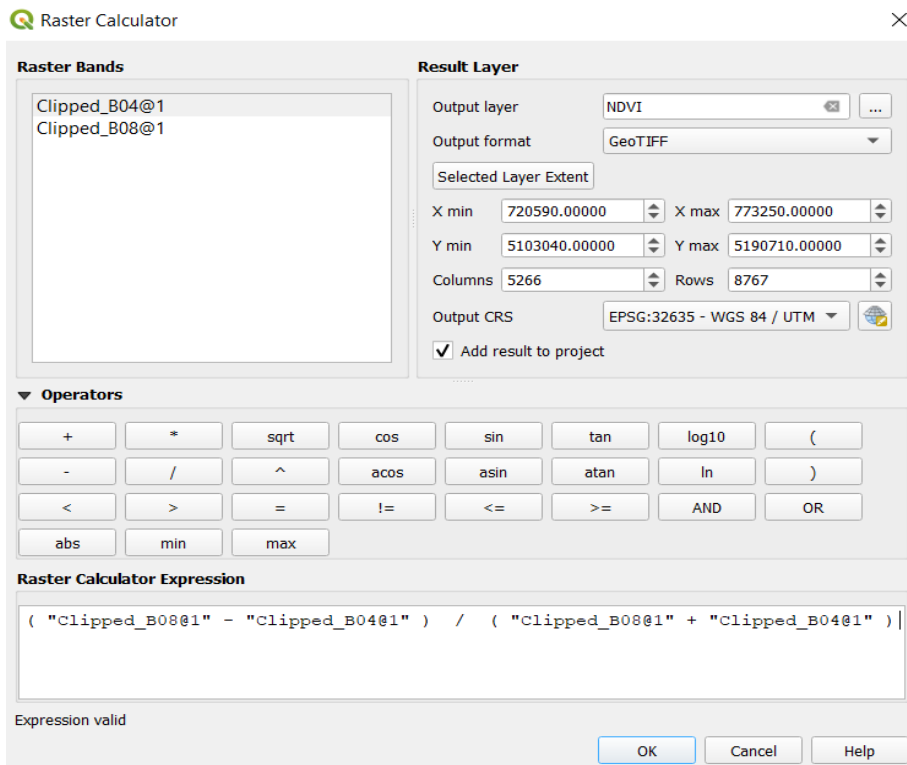 Raster Calculator
Raster Bands
Clipped_B04@1
Clipped_B08@1
Result Layer
Output layer NDVI ...
Output format GeoTIFF
Selected Layer Extent
X min 720590.00000 X max 773250.00000
Y min 5103040.00000 Y max 5190710.00000
Columns 5266 Rows 8767
Output CRS EPSG:32635 - WGS 84 / UTM
Add result to project
Operators
+ * sqrt cos sin tan log10 (
- / ^ acos asin atan ln )
< > = != <= >= AND OR
abs min max
Raster Calculator Expression
( "Clipped_B08@1" - "Clipped_B04@1" ) / ( "Clipped_B08@1" + "Clipped_B04@1" )
Expression valid
OK Cancel Help